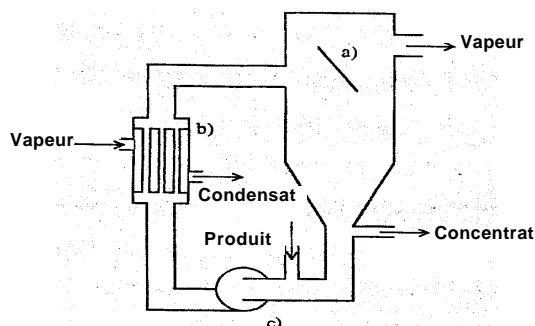 Vapeur
a)
b)
Vapeur
Condensat
Produit
Concentrat
c)